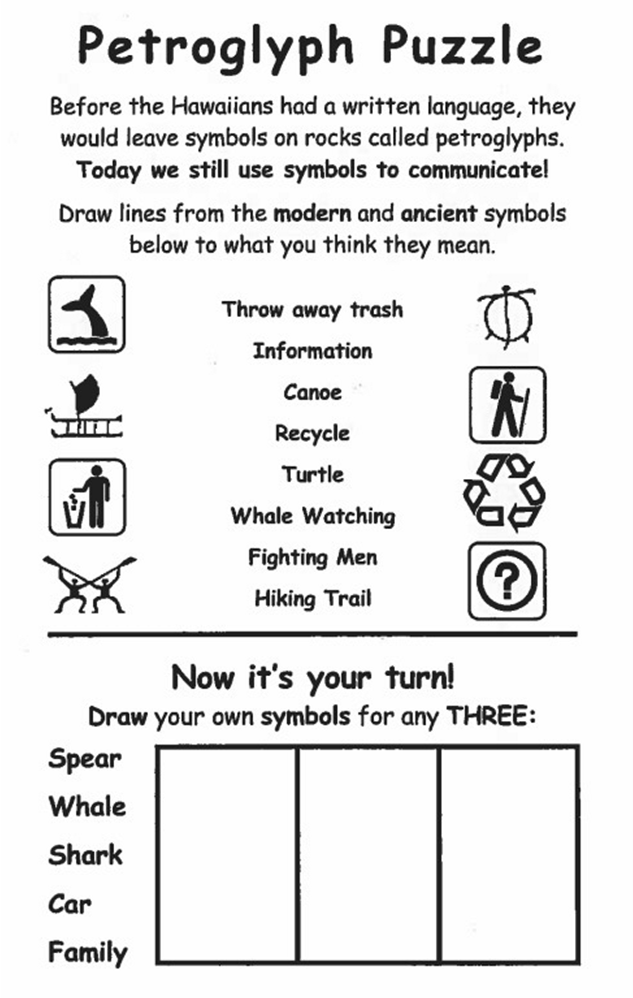 Petroglyph Puzzle
Before the Hawaiians had a written language, they
would leave symbols on rocks called petroglyphs.
Today we still use symbols to communicate!
Draw lines from the modern and ancient symbols
below to what you think they mean.
Throw away trash
Information
Canoe
Recycle
Turtle
Whale Watching
Fighting Men
Hiking Trail
?
Now it's your turn!
Draw your own symbols for any THREE:
Spear
Whale
Shark
Car
Family